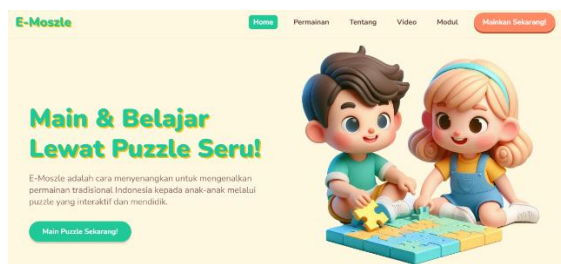 E-Moszle
Home Permainan Tentang Video Modul Mainkan Sekarang!
Main & Belajar
Lewat Puzzle Seru!
E-Moszle adalah cara menyenangkan untuk mengenalkan
permainan tradisional Indonesia kepada anak-anak melalui
puzzle yang interaktif dan mendidik.
Main Puzzle Sekarang!